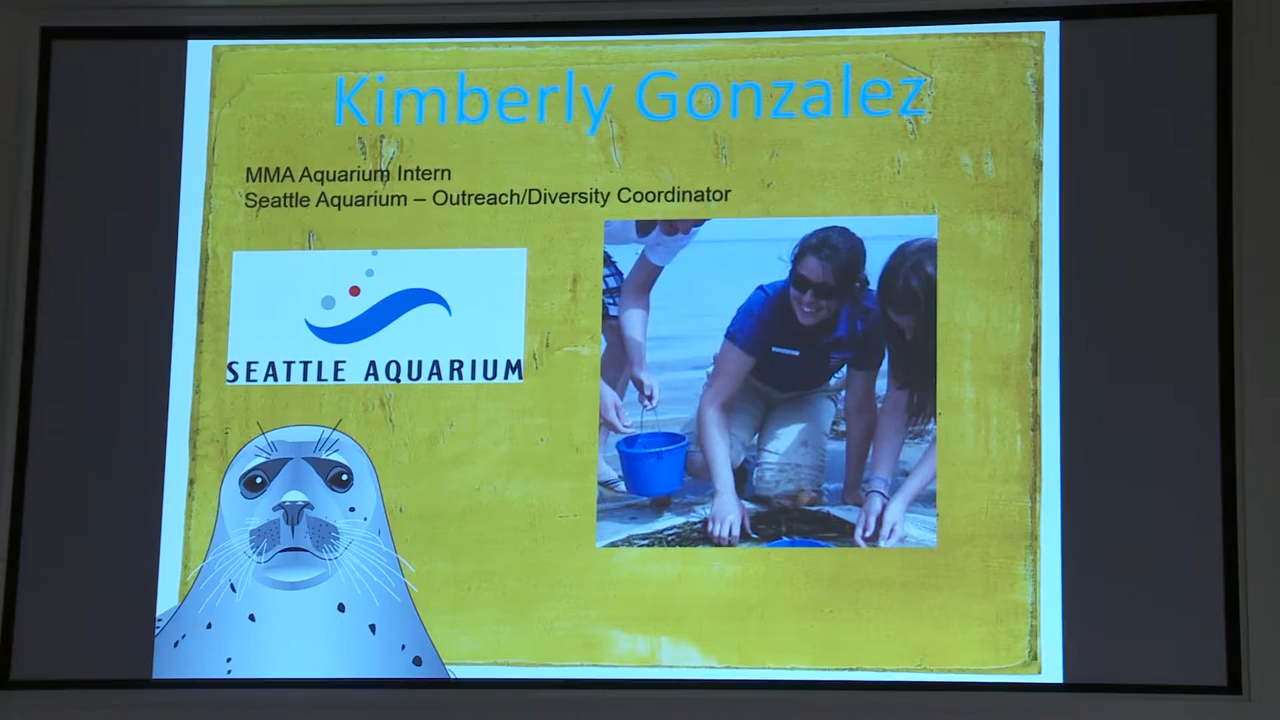 Kimberly Gonzalez
MMA Aquarium Intern
Seattle Aquarium – Outreach/Diversity Coordinator
SEATTLE AQUARIUM